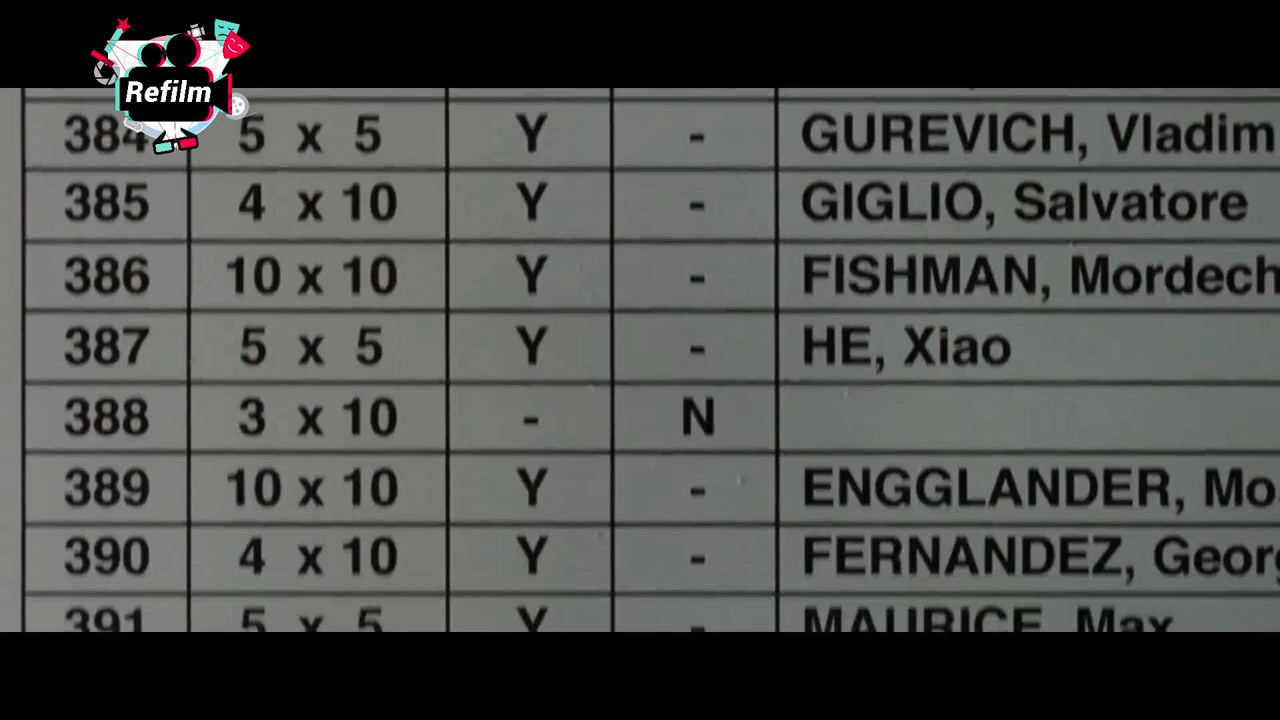 Refilm
384 5 x 5 Y - GUREVICH, Vladim
385 4 x 10 Y - GIGLIO, Salvatore
386 10 x 10 Y - FISHMAN, Mordech
387 5 x 5 Y - HE, Xiao
388 3 x 10 - N
389 10 x 10 Y - ENGGLANDER, Mo
390 4 x 10 Y - FERNANDEZ, Georg
391 5 x 5 Y - MAURICE, Max